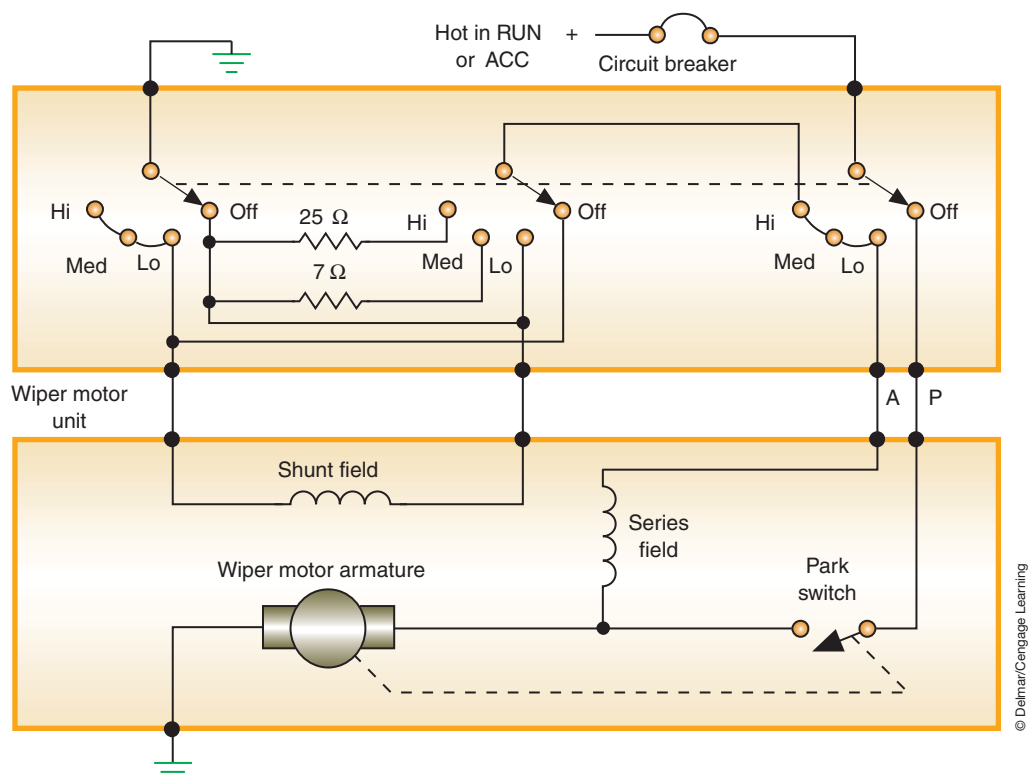 Hot in RUN +
or ACC
Circuit breaker
Hi
Off
25 Ω
Hi
Off
Hi
Off
Med
Lo
7 Ω
Med
Lo
Med
Lo
Wiper motor
unit
A
P
Shunt field
Series
field
Wiper motor armature
Park
switch
© Delmar/Cengage Learning